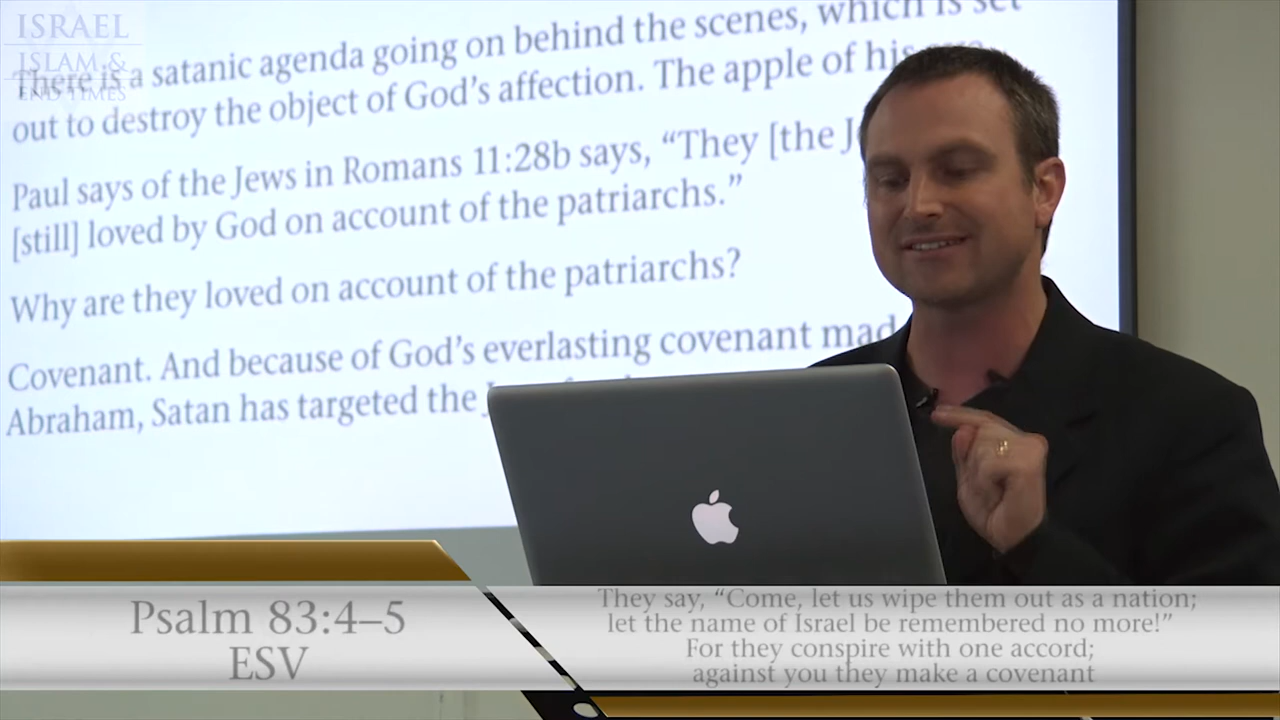 ISRAEL
ISLAM &
END TIMES
There is a satanic agenda going on behind the scenes, which is set
out to destroy the object of God's affection. The apple of his eye.
Paul says of the Jews in Romans 11:28b says, "They [the
[still] loved by God on account of the patriarchs."
Why are they loved on account of the patriarchs?
Covenant. And because of God's everlasting covenant
Abraham, Satan has targeted the
Psalm 83:4–5
ESV
They say, "Come, let us wipe them out as a nation;
let the name of Israel be remembered no more!"
For they conspire with one accord;
against you they make a covenant